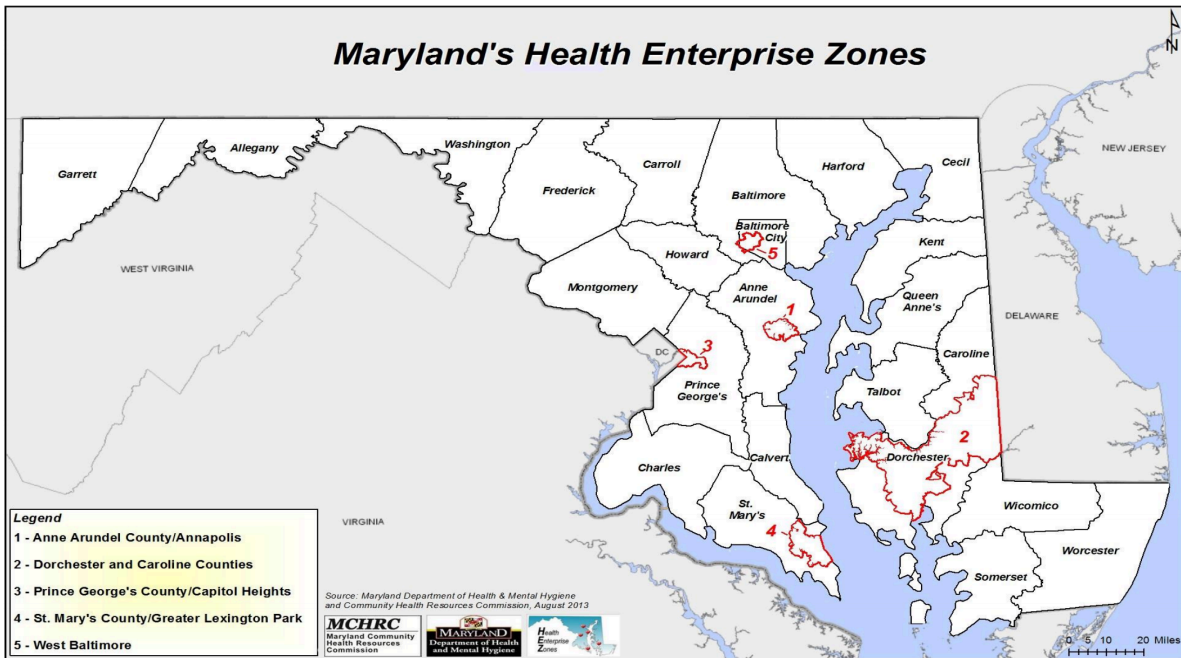 Maryland's Health Enterprise Zones
N
NEW JERSEY
Garrett
Allegany
Washington
Frederick
Carroll
Baltimore
Harford
Cecil
Baltimore
City
5
Kent
Howard
Montgomery
Anne
Arundel
1
Queen
Anne's
WEST VIRGINIA
DELAWARE
DC
3
Caroline
Prince
George's
Talbot
2
Dorchester
Calvert
Charles
St.
Mary's
4
Wicomico
Worcester
Somerset
VIRGINIA
Legend
1 - Anne Arundel County/Annapolis
2 - Dorchester and Caroline Counties
3 - Prince George's County/Capitol Heights
4 - St. Mary's County/Greater Lexington Park
5 - West Baltimore
Source: Maryland Department of Health & Mental Hygiene
and Community Health Resources Commission, August 2013
MCHRC
Maryland Community
Health Resources
Commission
MARYLAND
Department of Health
and Mental Hygiene
Health
Enterprise
Zones
0 5 10 20 Miles